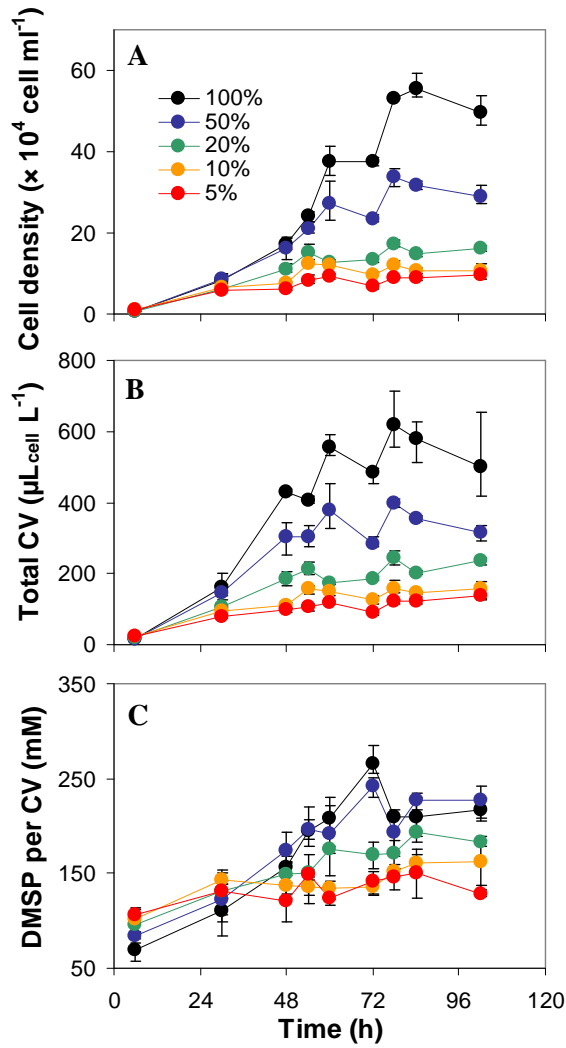 A
Cell density (× 10⁴ cell ml⁻¹)
60
40
20
0
100%
50%
20%
10%
5%
B
Total CV (µLcell L⁻¹)
800
600
400
200
0
C
DMSP per CV (mM)
350
250
150
50
0 24 48 72 96 120
Time (h)